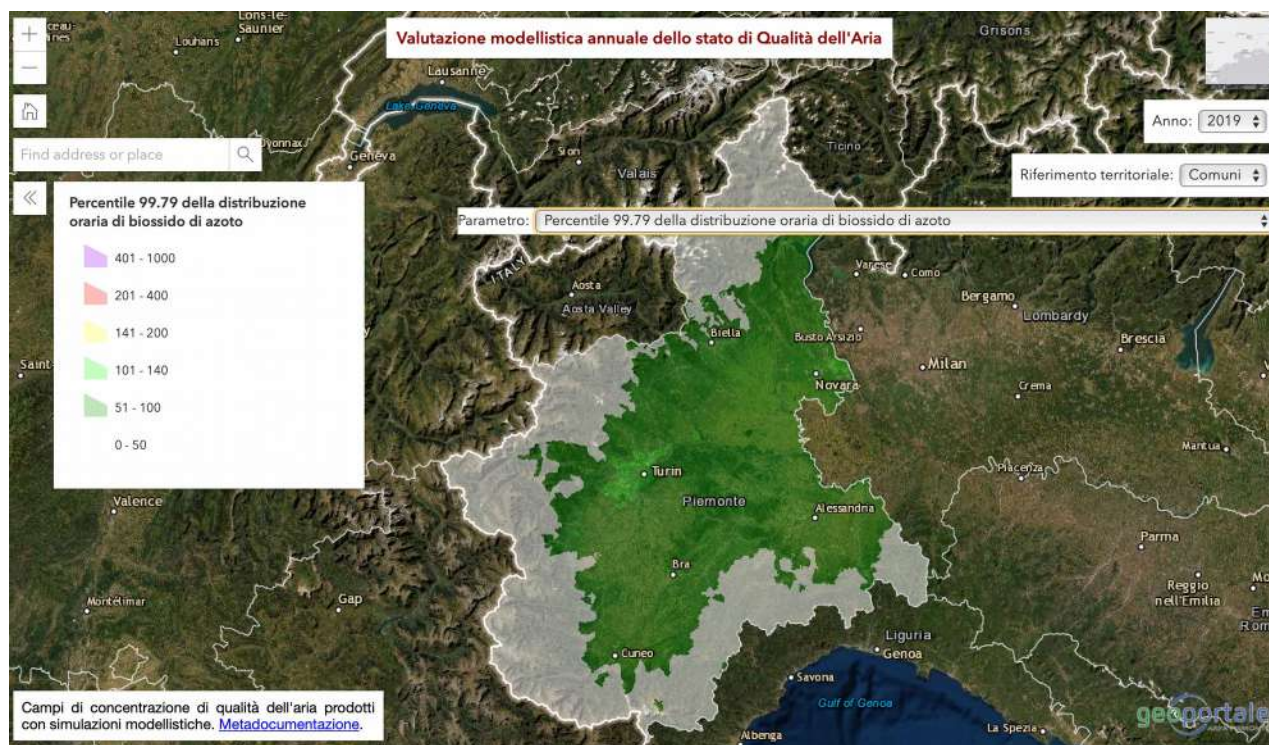 Valutazione modellistica annuale dello stato di Qualità dell'Aria
Anno: 2019
Find address or place
Riferimento territoriale: Comuni
Parametro: Percentile 99.79 della distribuzione oraria di biossido di azoto
Percentile 99.79 della distribuzione
oraria di biossido di azoto
401 - 1000
201 - 400
141 - 200
101 - 140
51 - 100
0 - 50
Lons-le-
Saunier
Louhans
Lausanne
Lake Geneva
Geneva
Sion
Valais
Ticino
Grisons
ITALY
Aosta
Aosta Valley
Biella
Varese
Como
Busto Arsizio
Bergamo
Lombardy
Brescia
Milan
Novara
Crema
Mantua
Turin
Piemonte
Piacenza
Alessandria
Parma
Bra
Reggio
nell'Emilia
Valence
Montélimar
Gap
Cuneo
Liguria
Genoa
Savona
Gulf of Genoa
La Spezia
Albenga
Saint-
Campi di concentrazione di qualità dell'aria prodotti
con simulazioni modellistiche. Metadocumentazione.
geoportale